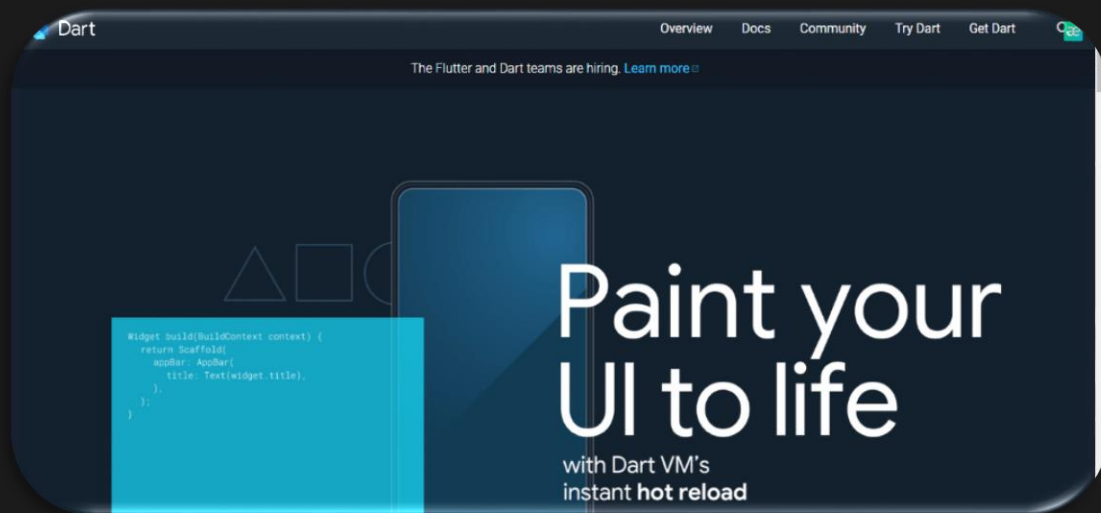 Dart
Overview Docs Community Try Dart Get Dart
The Flutter and Dart teams are hiring. Learn more
Widget build(BuildContext context) {
return Scaffold(
appBar: AppBar(
title: Text(widget.title),
),
);
}
Paint your
UI to life
with Dart VM's
instant hot reload